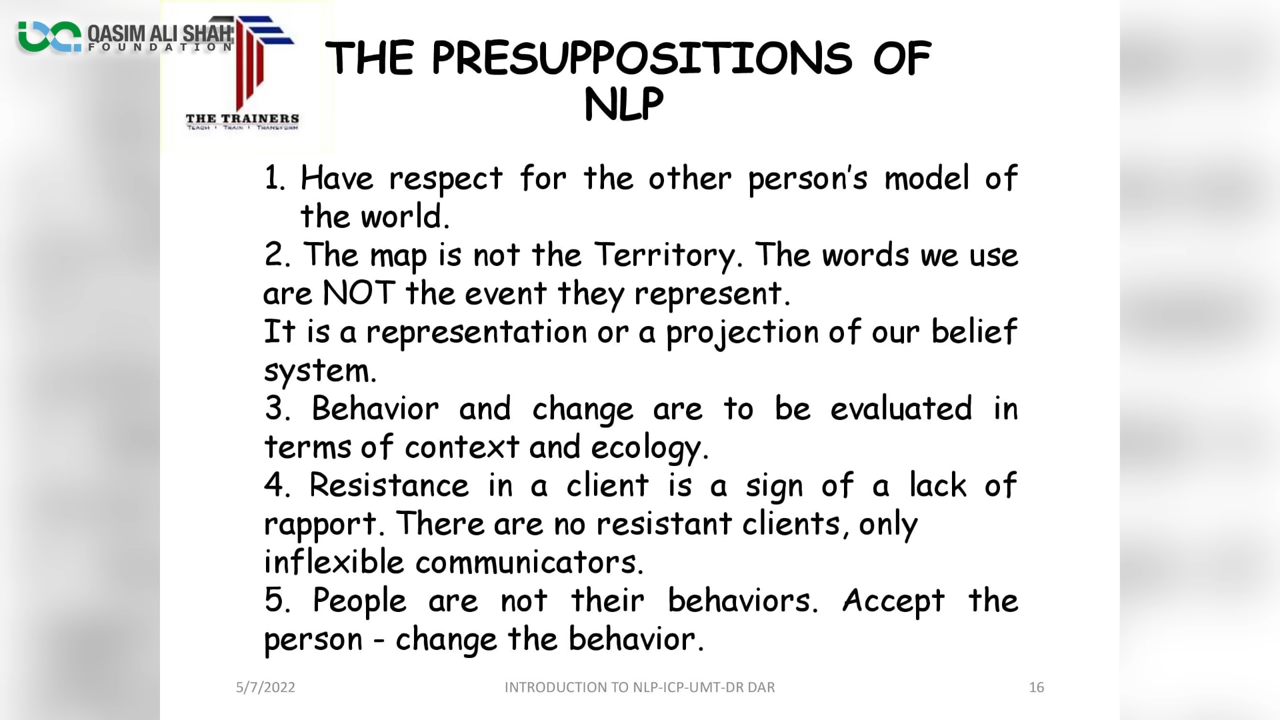 QASIM ALI SHAH
FOUNDATION
THE TRAINERS
TEACH • TRAIN • TRANSFORM
THE PRESUPPOSITIONS OF
NLP
1. Have respect for the other person's model of
the world.
2. The map is not the Territory. The words we use
are NOT the event they represent.
It is a representation or a projection of our belief
system.
3. Behavior and change are to be evaluated in
terms of context and ecology.
4. Resistance in a client is a sign of a lack of
rapport. There are no resistant clients, only
inflexible communicators.
5. People are not their behaviors. Accept the
person - change the behavior.
5/7/2022
INTRODUCTION TO NLP-ICP-UMT-DR DAR
16